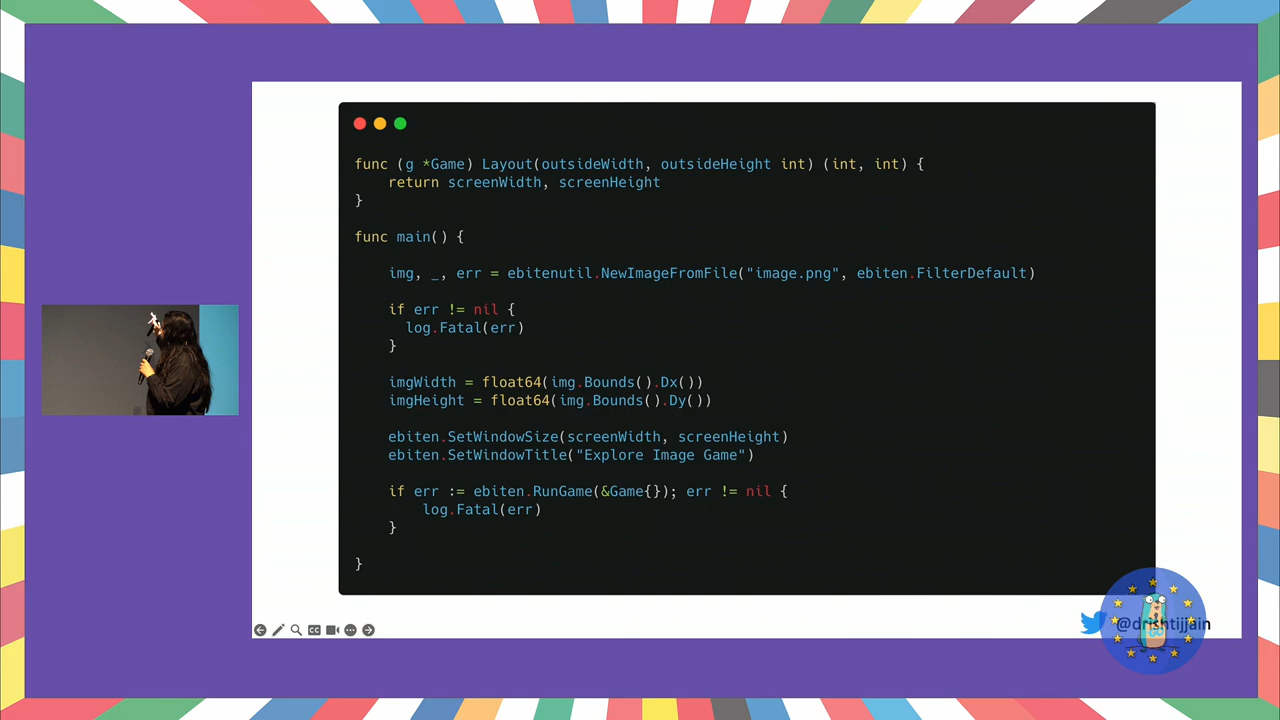 func (g *Game) Layout(outsideWidth, outsideHeight int) (int, int) {
return screenWidth, screenHeight
}
func main() {
img, _, err = ebitenutil.NewImageFromFile("image.png", ebiten.FilterDefault)
if err != nil {
log.Fatal(err)
}
imgWidth = float64(img.Bounds().Dx())
imgHeight = float64(img.Bounds().Dy())
ebiten.SetWindowSize(screenWidth, screenHeight)
ebiten.SetWindowTitle("Explore Image Game")
if err := ebiten.RunGame(&Game{}); err != nil {
log.Fatal(err)
}
}
CC
@drishtijjain
GO